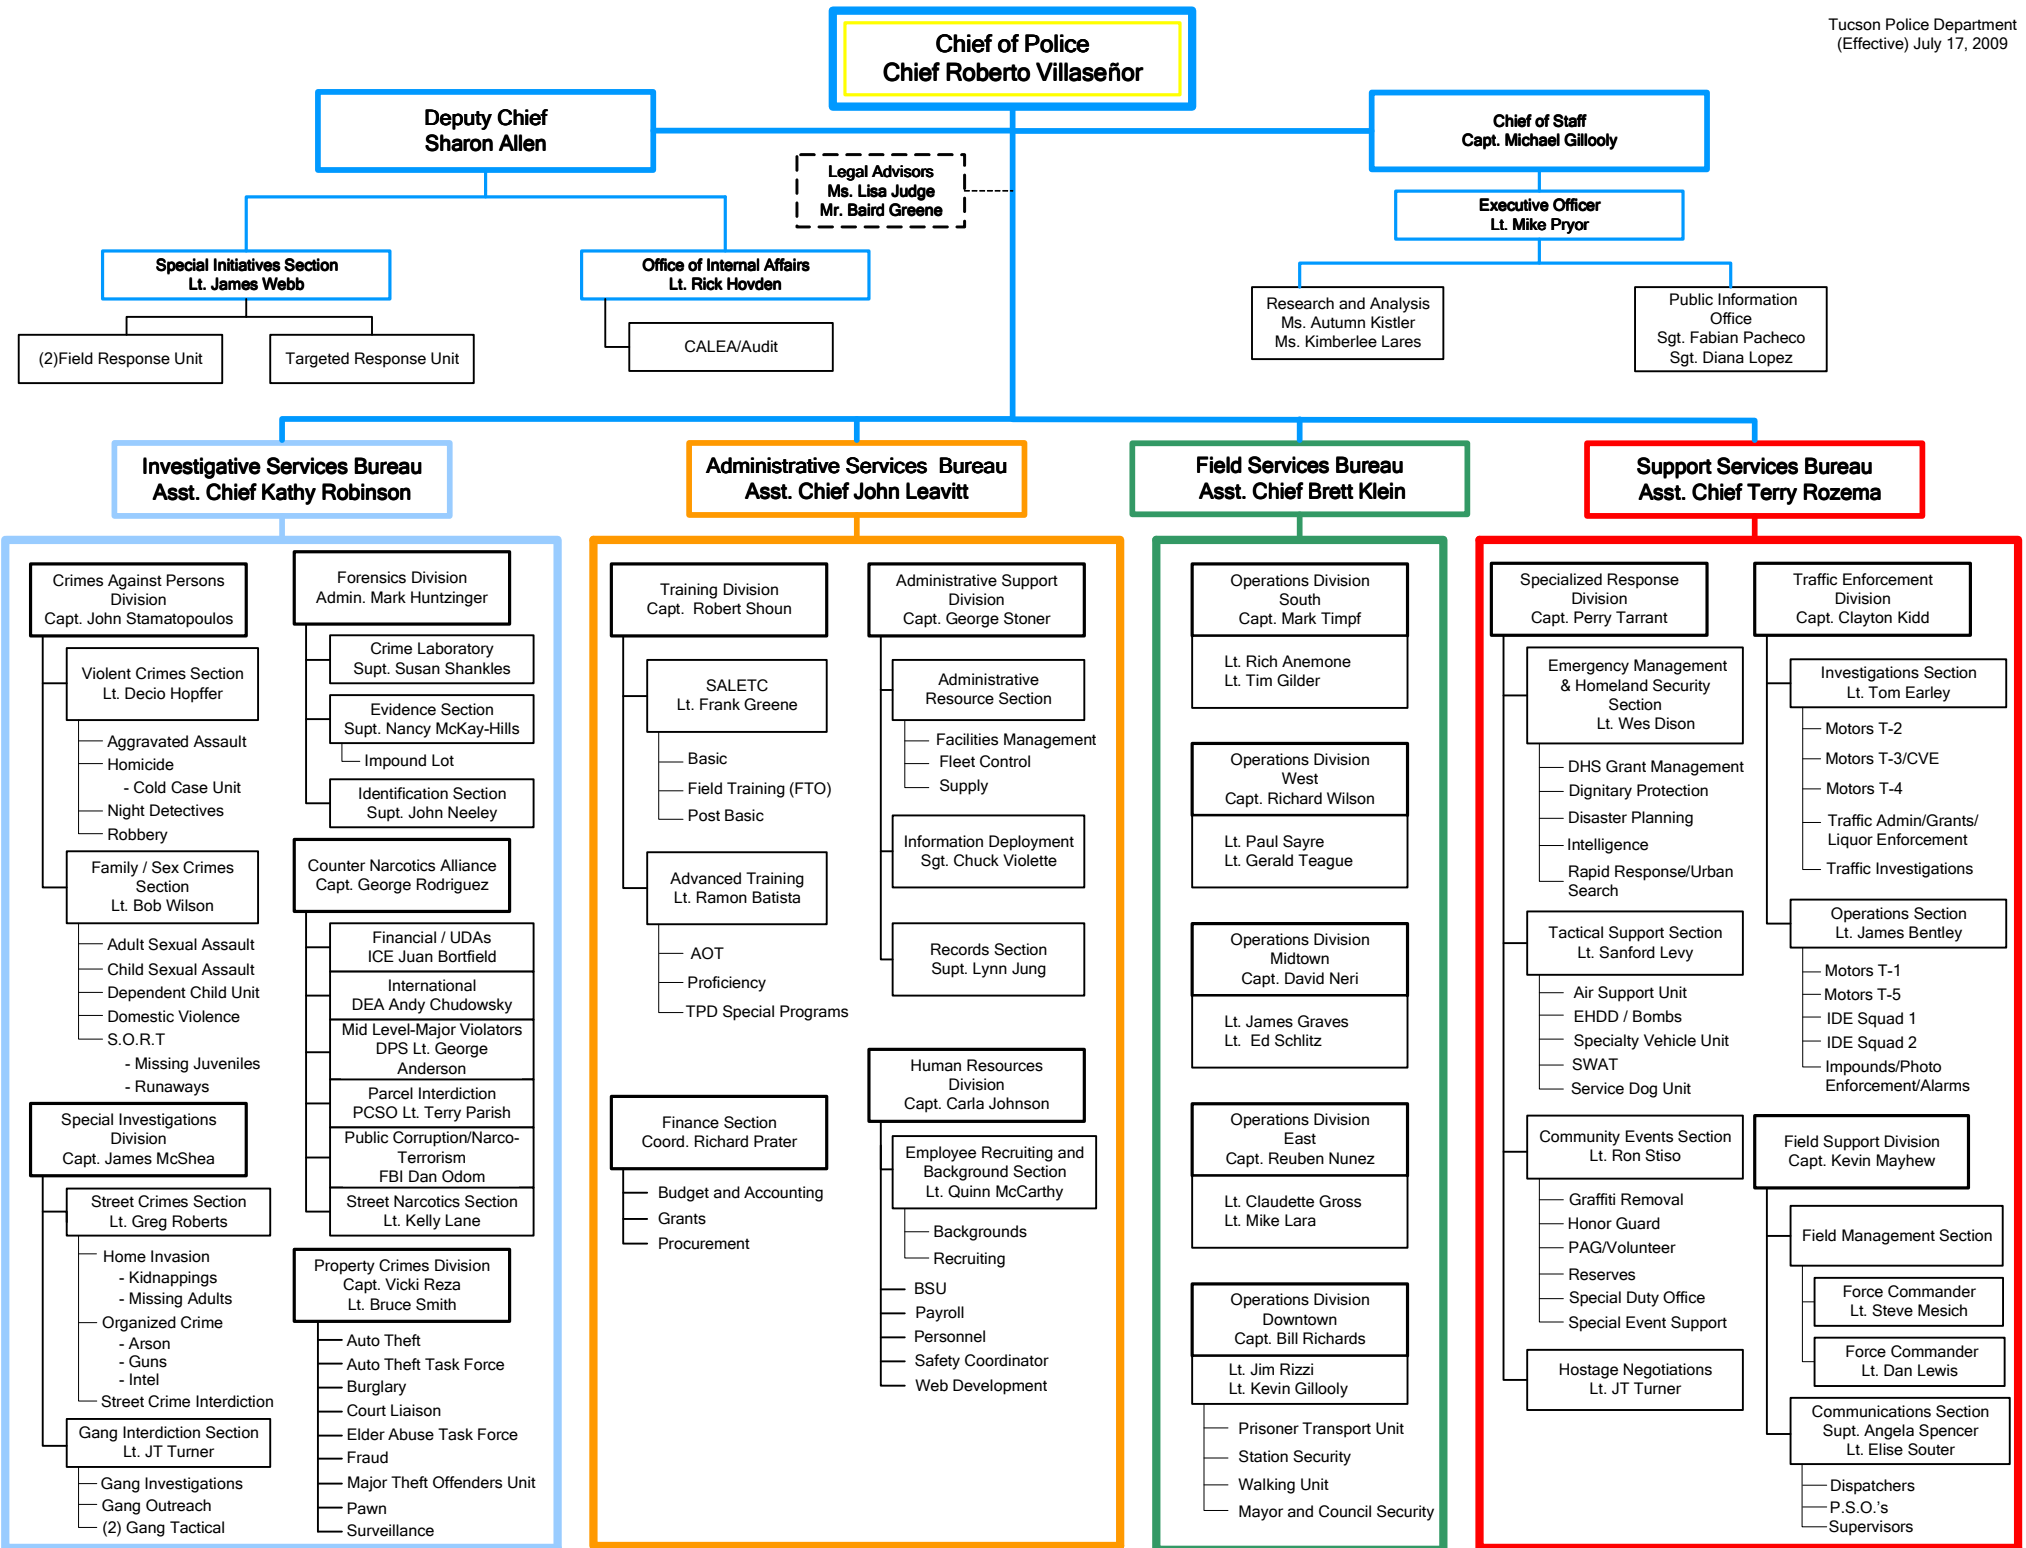 Tucson Police Department
(Effective) July 17, 2009
Chief of Police
Chief Roberto Villaseñor
Deputy Chief
Sharon Allen
Chief of Staff
Capt. Michael Gillooly
Legal Advisors
Ms. Lisa Judge
Mr. Baird Greene
Executive Officer
Lt. Mike Pryor
Special Initiatives Section
Lt. James Webb
Office of Internal Affairs
Lt. Rick Hovden
(2)Field Response Unit
Targeted Response Unit
CALEA/Audit
Research and Analysis
Ms. Autumn Kistler
Ms. Kimberlee Lares
Public Information
Office
Sgt. Fabian Pacheco
Sgt. Diana Lopez
Investigative Services Bureau
Asst. Chief Kathy Robinson
Administrative Services Bureau
Asst. Chief John Leavitt
Field Services Bureau
Asst. Chief Brett Klein
Support Services Bureau
Asst. Chief Terry Rozema
Crimes Against Persons
Division
Capt. John Stamatopoulos
Violent Crimes Section
Lt. Decio Hopffer
Aggravated Assault
Homicide
- Cold Case Unit
Night Detectives
Robbery
Family / Sex Crimes
Section
Lt. Bob Wilson
Adult Sexual Assault
Child Sexual Assault
Dependent Child Unit
Domestic Violence
S.O.R.T
- Missing Juveniles
- Runaways
Special Investigations
Division
Capt. James McShea
Street Crimes Section
Lt. Greg Roberts
Home Invasion
- Kidnappings
- Missing Adults
Organized Crime
- Arson
- Guns
- Intel
Street Crime Interdiction
Gang Interdiction Section
Lt. JT Turner
Gang Investigations
Gang Outreach
(2) Gang Tactical
Forensics Division
Admin. Mark Huntzinger
Crime Laboratory
Supt. Susan Shankles
Evidence Section
Supt. Nancy McKay-Hills
Impound Lot
Identification Section
Supt. John Neeley
Counter Narcotics Alliance
Capt. George Rodriguez
Financial / UDAs
ICE Juan Bortfield
International
DEA Andy Chudowsky
Mid Level-Major Violators
DPS Lt. George
Anderson
Parcel Interdiction
PCSO Lt. Terry Parish
Public Corruption/Narco-
Terrorism
FBI Dan Odom
Street Narcotics Section
Lt. Kelly Lane
Property Crimes Division
Capt. Vicki Reza
Lt. Bruce Smith
Auto Theft
Auto Theft Task Force
Burglary
Court Liaison
Elder Abuse Task Force
Fraud
Major Theft Offenders Unit
Pawn
Surveillance
Training Division
Capt. Robert Shoun
SALETC
Lt. Frank Greene
Basic
Field Training (FTO)
Post Basic
Advanced Training
Lt. Ramon Batista
AOT
Proficiency
TPD Special Programs
Finance Section
Coord. Richard Prater
Budget and Accounting
Grants
Procurement
Administrative Support
Division
Capt. George Stoner
Administrative
Resource Section
Facilities Management
Fleet Control
Supply
Information Deployment
Sgt. Chuck Violette
Records Section
Supt. Lynn Jung
Human Resources
Division
Capt. Carla Johnson
Employee Recruiting and
Background Section
Lt. Quinn McCarthy
Backgrounds
Recruiting
BSU
Payroll
Personnel
Safety Coordinator
Web Development
Operations Division
South
Capt. Mark Timpf
Lt. Rich Anemone
Lt. Tim Gilder
Operations Division
West
Capt. Richard Wilson
Lt. Paul Sayre
Lt. Gerald Teague
Operations Division
Midtown
Capt. David Neri
Lt. James Graves
Lt. Ed Schlitz
Operations Division
East
Capt. Reuben Nunez
Lt. Claudette Gross
Lt. Mike Lara
Operations Division
Downtown
Capt. Bill Richards
Lt. Jim Rizzi
Lt. Kevin Gillooly
Prisoner Transport Unit
Station Security
Walking Unit
Mayor and Council Security
Specialized Response
Division
Capt. Perry Tarrant
Emergency Management
& Homeland Security
Section
Lt. Wes Dison
DHS Grant Management
Dignitary Protection
Disaster Planning
Intelligence
Rapid Response/Urban
Search
Tactical Support Section
Lt. Sanford Levy
Air Support Unit
EHDD / Bombs
Specialty Vehicle Unit
SWAT
Service Dog Unit
Community Events Section
Lt. Ron Stiso
Graffiti Removal
Honor Guard
PAG/Volunteer
Reserves
Special Duty Office
Special Event Support
Hostage Negotiations
Lt. JT Turner
Traffic Enforcement
Division
Capt. Clayton Kidd
Investigations Section
Lt. Tom Earley
Motors T-2
Motors T-3/CVE
Motors T-4
Traffic Admin/Grants/
Liquor Enforcement
Traffic Investigations
Operations Section
Lt. James Bentley
Motors T-1
Motors T-5
IDE Squad 1
IDE Squad 2
Impounds/Photo
Enforcement/Alarms
Field Support Division
Capt. Kevin Mayhew
Field Management Section
Force Commander
Lt. Steve Mesich
Force Commander
Lt. Dan Lewis
Communications Section
Supt. Angela Spencer
Lt. Elise Souter
Dispatchers
P.S.O.'s
Supervisors